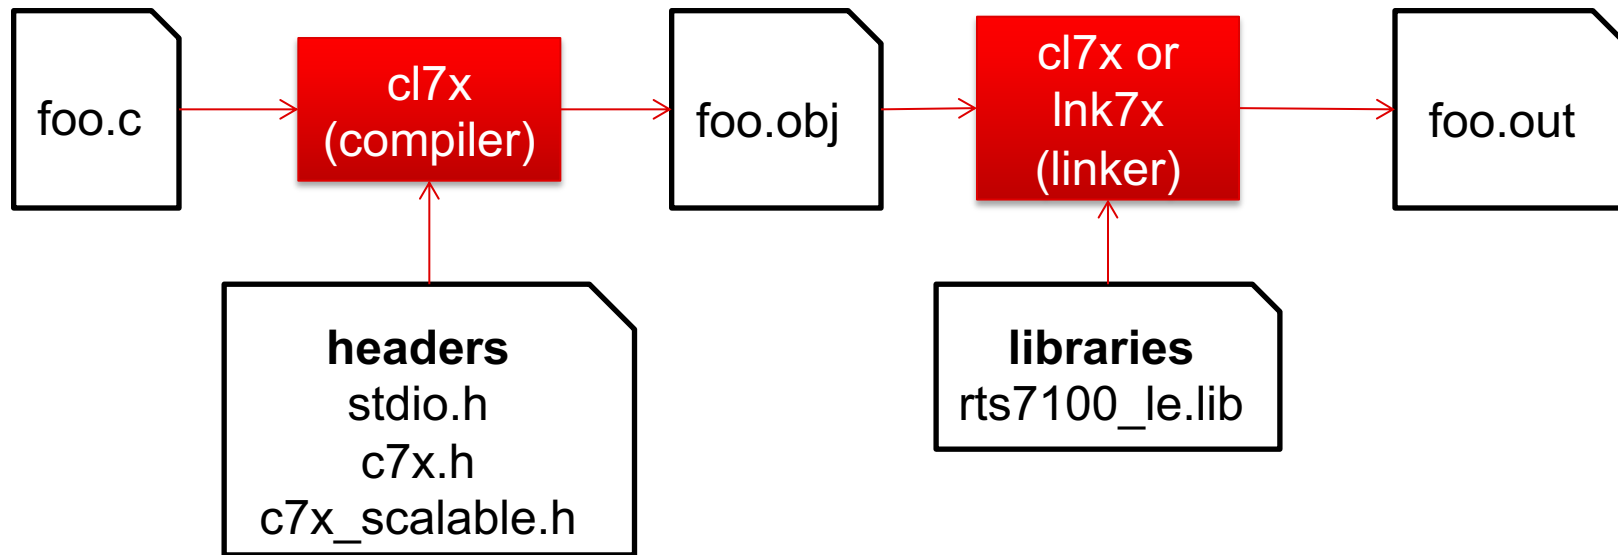 foo.c
cl7x
(compiler)
foo.obj
cl7x or
lnk7x
(linker)
foo.out
headers
stdio.h
c7x.h
c7x_scalable.h
libraries
rts7100_le.lib